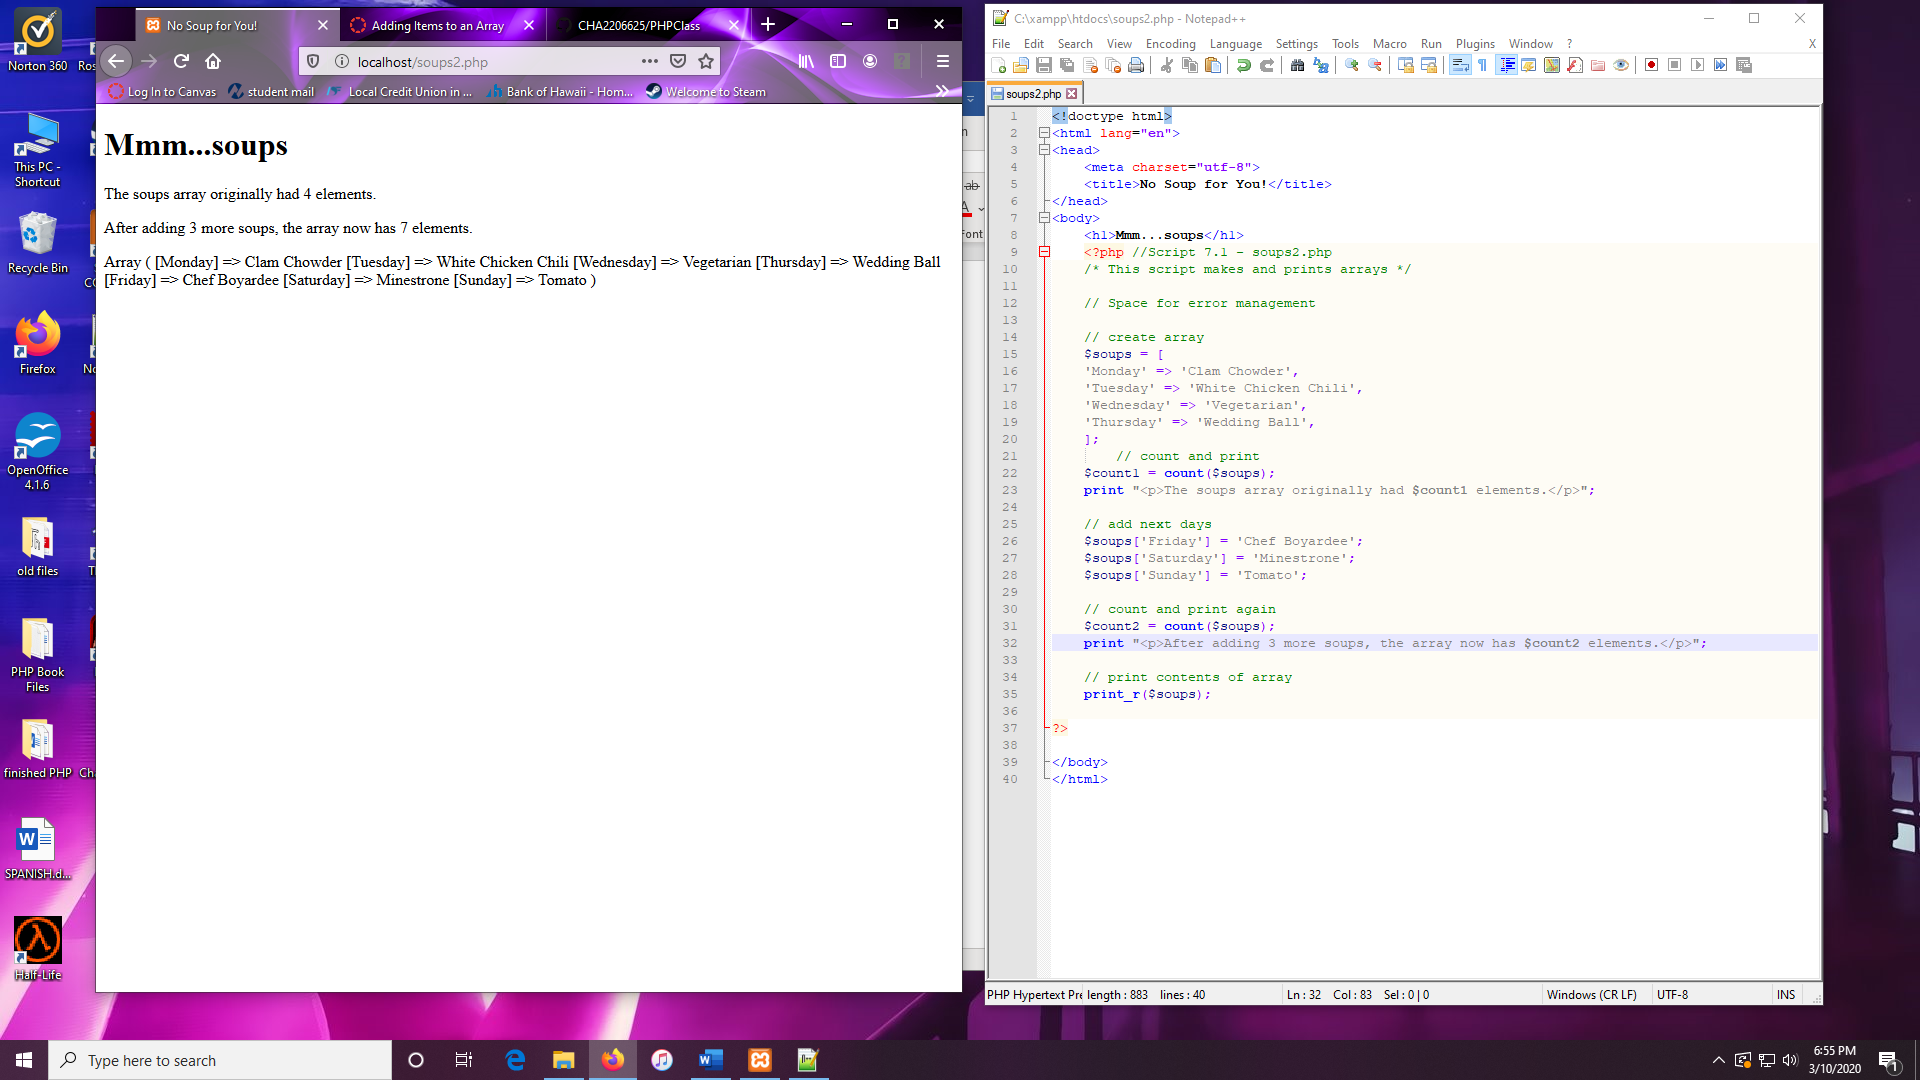 Norton 360
Ros
This PC -
Shortcut
Recycle Bin
Firefox
OpenOffice
4.1.6
old files
PHP Book
Files
finished PHP
Cha
SPANISH.d...
Half-Life
No Soup for You!
Adding Items to an Array
CHA2206625/PHPClass
localhost/soups2.php
Log In to Canvas
student mail
Local Credit Union in ...
Bank of Hawaii - Hom...
Welcome to Steam
Mmm...soups
The soups array originally had 4 elements.
After adding 3 more soups, the array now has 7 elements.
Array ( [Monday] => Clam Chowder [Tuesday] => White Chicken Chili [Wednesday] => Vegetarian [Thursday] => Wedding Ball
[Friday] => Chef Boyardee [Saturday] => Minestrone [Sunday] => Tomato )
ab
A
Font
C:\xampp\htdocs\soups2.php - Notepad++
File Edit Search View Encoding Language Settings Tools Macro Run Plugins Window ? X
soups2.php
1 <!doctype html>
2 <html lang="en">
3 <head>
4 <meta charset="utf-8">
5 <title>No Soup for You!</title>
6 </head>
7 <body>
8 <h1>Mmm...soups</h1>
9 <?php //Script 7.1 - soups2.php
10 /* This script makes and prints arrays */
11
12 // Space for error management
13
14 // create array
15 $soups = [
16 'Monday' => 'Clam Chowder',
17 'Tuesday' => 'White Chicken Chili',
18 'Wednesday' => 'Vegetarian',
19 'Thursday' => 'Wedding Ball',
20 ];
21 // count and print
22 $count1 = count($soups);
23 print "<p>The soups array originally had $count1 elements.</p>";
24
25 // add next days
26 $soups['Friday'] = 'Chef Boyardee';
27 $soups['Saturday'] = 'Minestrone';
28 $soups['Sunday'] = 'Tomato';
29
30 // count and print again
31 $count2 = count($soups);
32 print "<p>After adding 3 more soups, the array now has $count2 elements.</p>";
33
34 // print contents of array
35 print_r($soups);
36
37 ?>
38
39 </body>
40 </html>
PHP Hypertext Pre length : 883 lines : 40 Ln : 32 Col : 83 Sel : 0 | 0 Windows (CR LF) UTF-8 INS
Type here to search
6:55 PM
3/10/2020
1